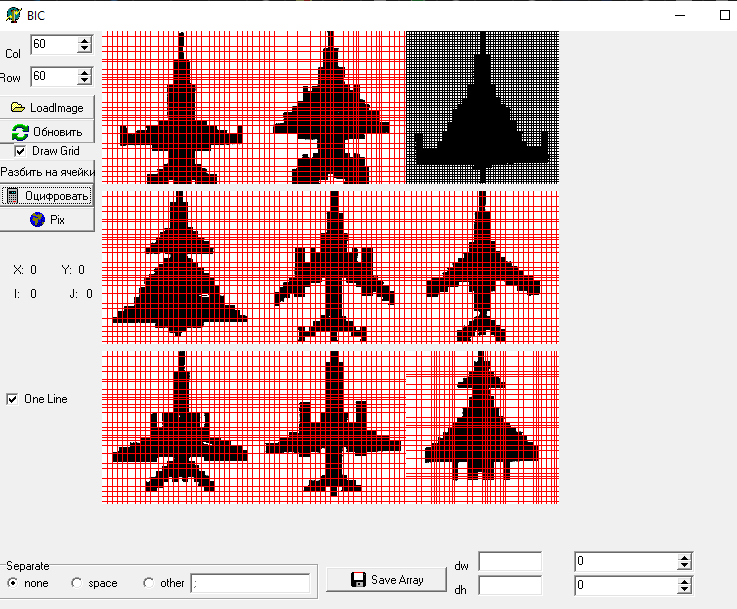 BIC
Col 60
Row 60
LoadImage
Обновить
Draw Grid
Разбить на ячейки
Оцифровать
Pix
X: 0 Y: 0
I: 0 J: 0
One Line
Separate
none space other ;
Save Array
dw 0
dh 0